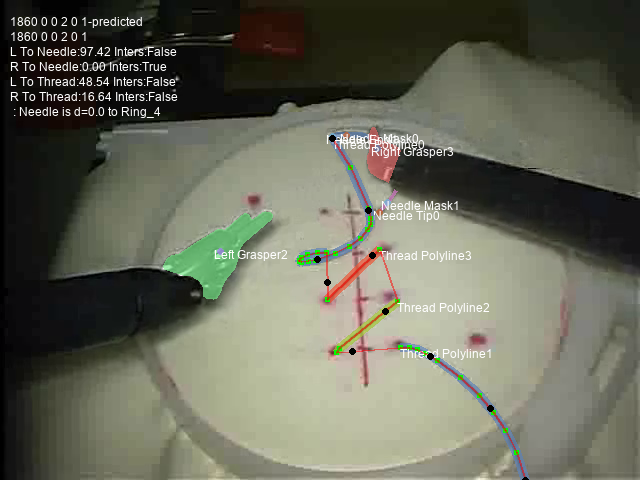 1860 0 0 2 0 1-predicted
1860 0 0 2 0 1
L To Needle:97.42 Inters:False
R To Needle:0.00 Inters:True
L To Thread:48.54 Inters:False
R To Thread:16.64 Inters:False
: Needle is d=0.0 to Ring_4
Mask0
Thread Polyline0
Right Grasper3
Needle Mask1
Needle Tip0
Left Grasper2
Thread Polyline3
Thread Polyline2
Thread Polyline1